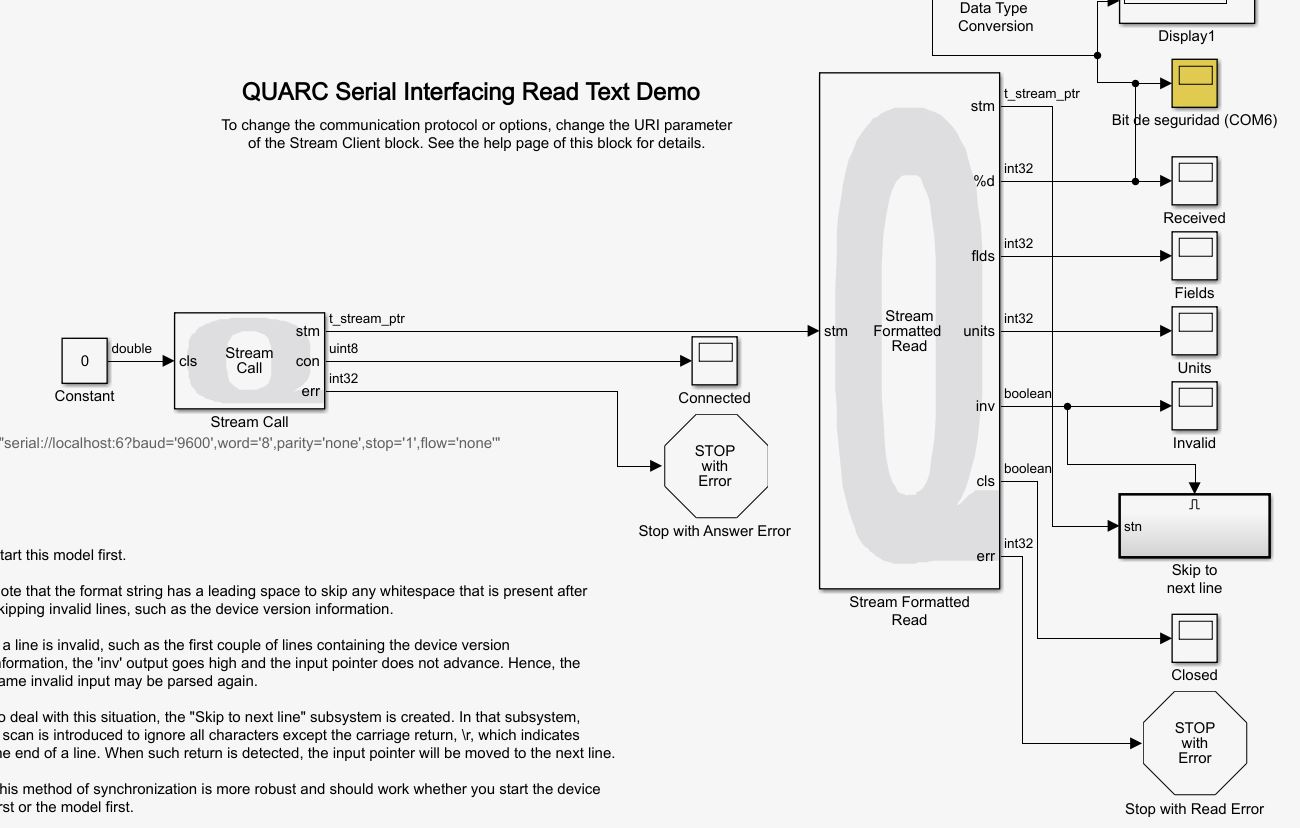 Data Type
Conversion
Display1
QUARC Serial Interfacing Read Text Demo
To change the communication protocol or options, change the URI parameter
of the Stream Client block. See the help page of this block for details.
Bit de seguridad (COM6)
stm
t_stream_ptr
%d
int32
Received
flds
int32
Fields
stm
Stream
Formatted
Read
units
int32
Units
inv
boolean
Invalid
cls
boolean
stn
Skip to
next line
err
int32
Stream Formatted
Read
Closed
STOP
with
Error
Stop with Read Error
0
Constant
double
cls
Stream
Call
stm
con
err
t_stream_ptr
uint8
int32
Stream Call
"serial://localhost:6?baud='9600',word='8',parity='none',stop='1',flow='none'"
Connected
STOP
with
Error
Stop with Answer Error
tart this model first.
ote that the format string has a leading space to skip any whitespace that is present after
kipping invalid lines, such as the device version information.
a line is invalid, such as the first couple of lines containing the device version
nformation, the 'inv' output goes high and the input pointer does not advance. Hence, the
ame invalid input may be parsed again.
o deal with this situation, the "Skip to next line" subsystem is created. In that subsystem,
scan is introduced to ignore all characters except the carriage return, \r, which indicates
he end of a line. When such return is detected, the input pointer will be moved to the next line.
his method of synchronization is more robust and should work whether you start the device
rst or the model first.